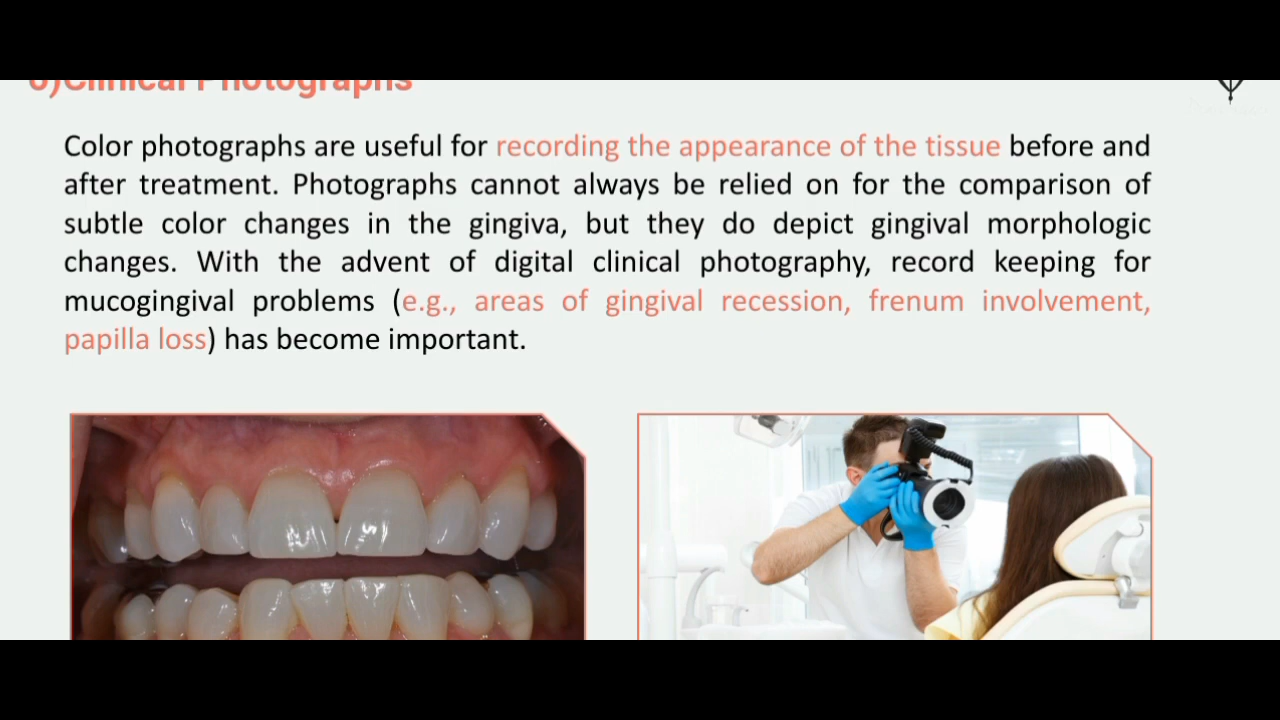 6)Clinical Photographs
Color photographs are useful for recording the appearance of the tissue before and
after treatment. Photographs cannot always be relied on for the comparison of
subtle color changes in the gingiva, but they do depict gingival morphologic
changes. With the advent of digital clinical photography, record keeping for
mucogingival problems (e.g., areas of gingival recession, frenum involvement,
papilla loss) has become important.